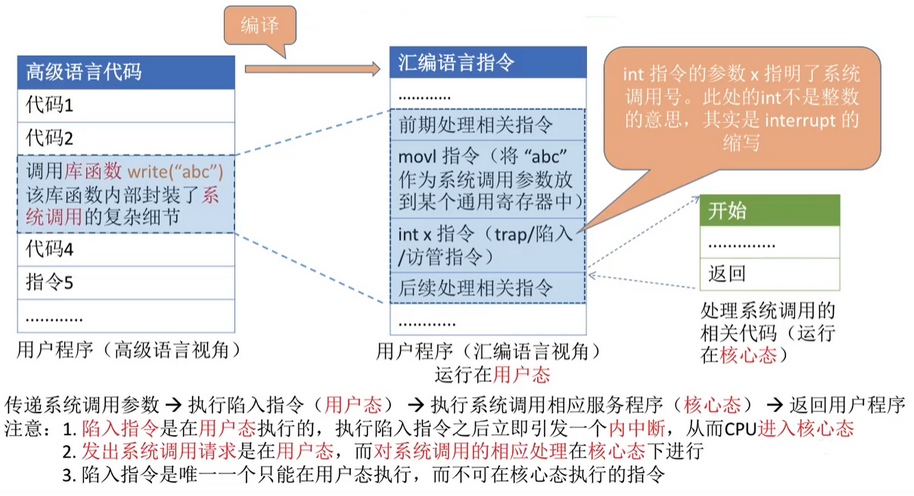 编译
高级语言代码
代码1
代码2
调用库函数 write(“abc”)
该库函数内部封装了系
统调用的复杂细节
代码4
指令5
............
用户程序（高级语言视角）
汇编语言指令
............
前期处理相关指令
movl 指令（将 “abc”
作为系统调用参数放
到某个通用寄存器中）
int x 指令（trap/陷入
/访管指令）
后续处理相关指令
............
用户程序（汇编语言视角）
运行在用户态
int 指令的参数 x 指明了系统
调用号。此处的int不是整数
的意思，其实是 interrupt 的
缩写
开始
.............
返回
处理系统调用的
相关代码（运行
在核心态）
传递系统调用参数 → 执行陷入指令（用户态） → 执行系统调用相应服务程序（核心态） → 返回用户程序
注意：1. 陷入指令是在用户态执行的，执行陷入指令之后立即引发一个内中断，从而CPU进入核心态
2. 发出系统调用请求是在用户态，而对系统调用的相应处理在核心态下进行
3. 陷入指令是唯一一个只能在用户态执行，而不可在核心态执行的指令